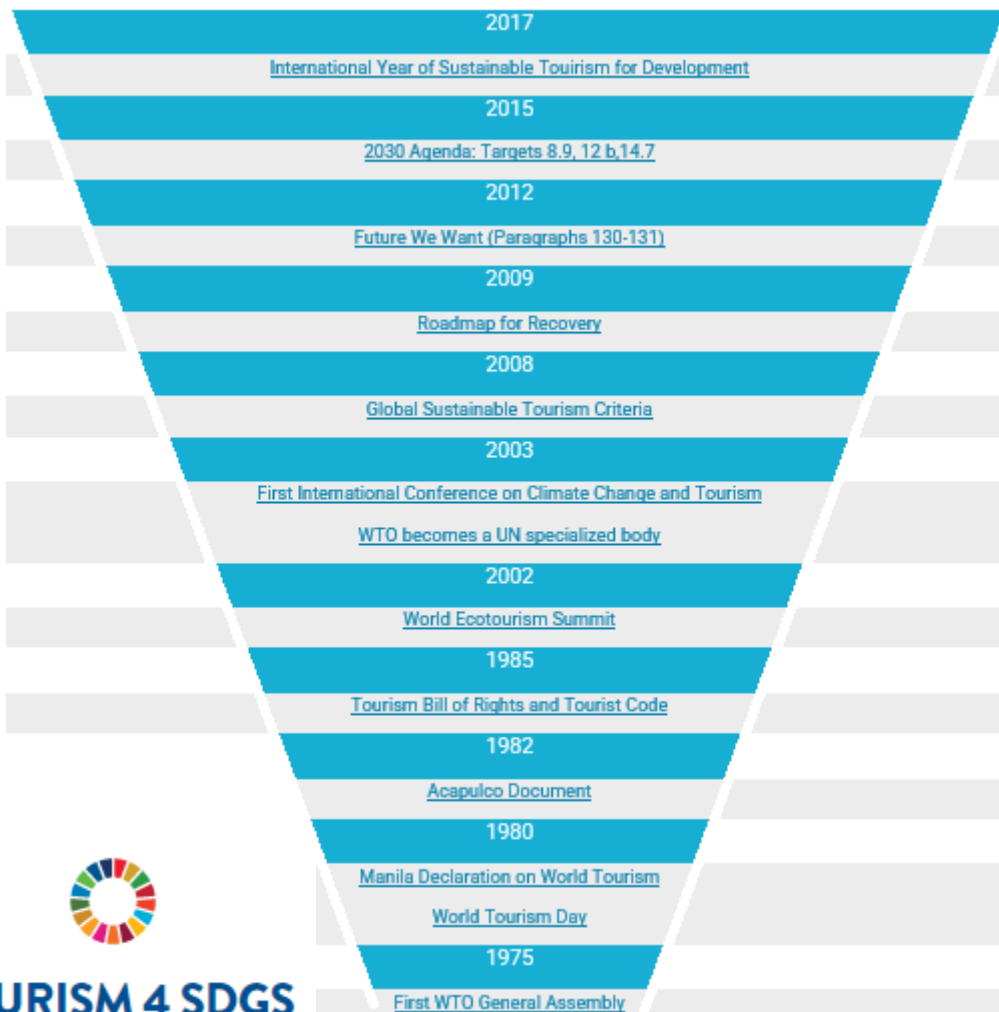 2017
International Year of Sustainable Touirism for Development
2015
2030 Agenda: Targets 8.9, 12 b,14.7
2012
Future We Want (Paragraphs 130-131)
2009
Roadmap for Recovery
2008
Global Sustainable Tourism Criteria
2003
First International Conference on Climate Change and Tourism
WTO becomes a UN specialized body
2002
World Ecotourism Summit
1985
Tourism Bill of Rights and Tourist Code
1982
Acapulco Document
1980
Manila Declaration on World Tourism
World Tourism Day
1975
First WTO General Assembly
URISM 4 SDGS